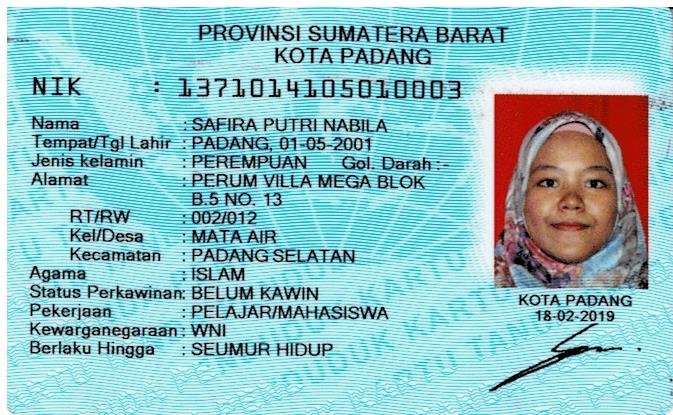 PROVINSI SUMATERA BARAT
KOTA PADANG
NIK : 1371014105010003
Nama : SAFIRA PUTRI NABILA
Tempat/Tgl Lahir : PADANG, 01-05-2001
Jenis kelamin : PEREMPUAN Gol. Darah :-
Alamat : PERUM VILLA MEGA BLOK
B.5 NO. 13
RT/RW : 002/012
Kel/Desa : MATA AIR
Kecamatan : PADANG SELATAN
Agama : ISLAM
Status Perkawinan: BELUM KAWIN
Pekerjaan : PELAJAR/MAHASISWA
Kewarganegaraan : WNI
Berlaku Hingga : SEUMUR HIDUP
KOTA PADANG
18-02-2019